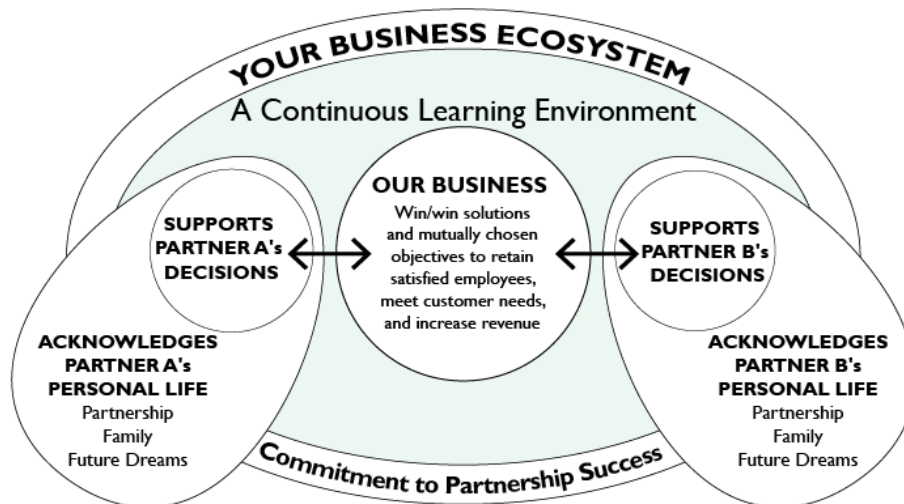 YOUR BUSINESS ECOSYSTEM
A Continuous Learning Environment
OUR BUSINESS
Win/win solutions
and mutually chosen
objectives to retain
satisfied employees,
meet customer needs,
and increase revenue
SUPPORTS
PARTNER A's
DECISIONS
SUPPORTS
PARTNER B's
DECISIONS
ACKNOWLEDGES
PARTNER A's
PERSONAL LIFE
Partnership
Family
Future Dreams
ACKNOWLEDGES
PARTNER B's
PERSONAL LIFE
Partnership
Family
Future Dreams
Commitment to Partnership Success